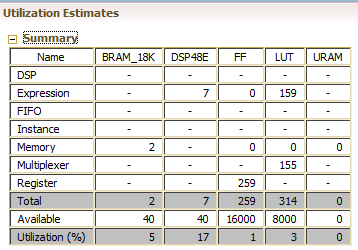 Utilization Estimates
Summary
Name BRAM_18K DSP48E FF LUT URAM
DSP - - - - -
Expression - 7 0 159 -
FIFO - - - - -
Instance - - - - -
Memory 2 - 0 0 0
Multiplexer - - - 155 -
Register - - 259 - -
Total 2 7 259 314 0
Available 40 40 16000 8000 0
Utilization (%) 5 17 1 3 0